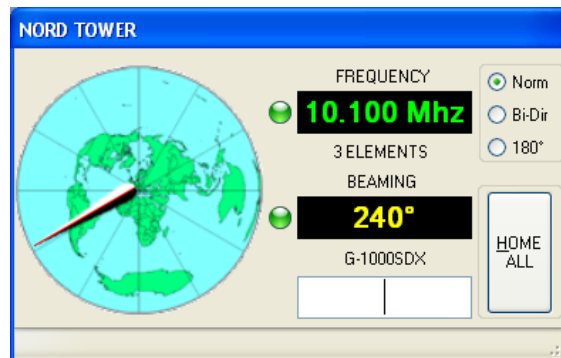 NORD TOWER
FREQUENCY
10.100 Mhz
3 ELEMENTS
BEAMING
240°
G-1000SDX
Norm
Bi-Dir
180°
HOME
ALL